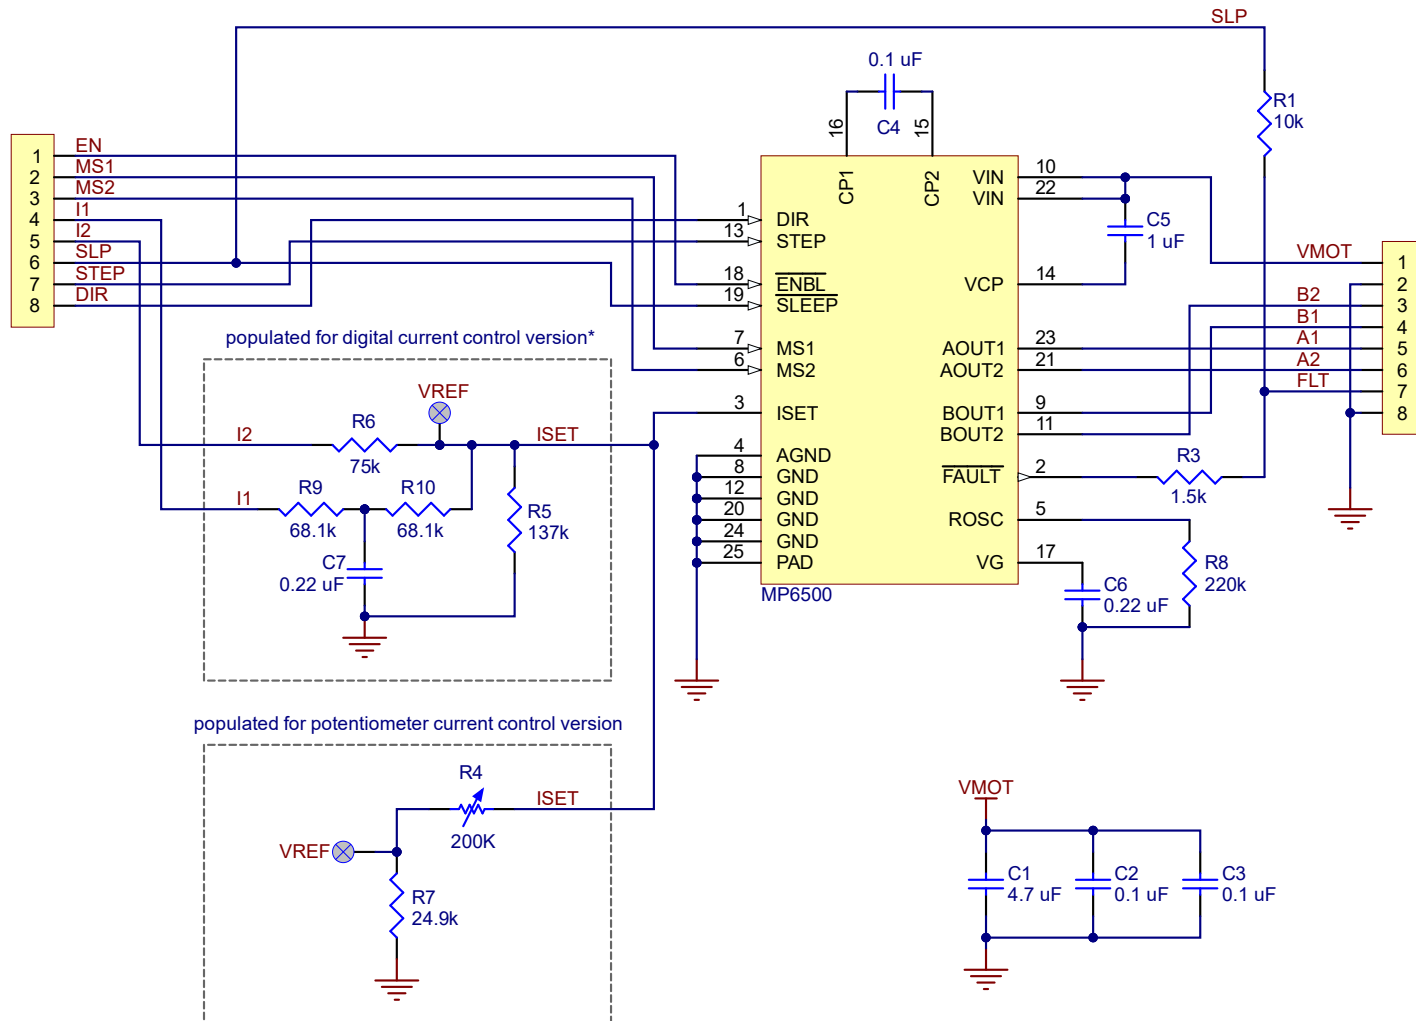 SLP
0.1 uF
C4
16
15
R1
10k
1 EN
2 MS1
3 MS2
4 I1
5 I2
6 SLP
7 STEP
8 DIR
CP1
CP2
1 DIR
13 STEP
18 ENBL
19 SLEEP
7 MS1
6 MS2
3 ISET
4 AGND
8 GND
12 GND
20 GND
24 GND
25 PAD
VIN 10
VIN 22
VCP 14
AOUT1 23
AOUT2 21
BOUT1 9
BOUT2 11
FAULT 2
ROSC 5
VG 17
MP6500
C5
1 uF
VMOT 1
2
B2 3
B1 4
A1 5
A2 6
FLT 7
8
R3
1.5k
R8
220k
C6
0.22 uF
populated for digital current control version*
VREF
I2
R6
75k
ISET
I1
R9
68.1k
R10
68.1k
R5
137k
C7
0.22 uF
populated for potentiometer current control version
R4
200K
ISET
VREF
R7
24.9k
VMOT
C1
4.7 uF
C2
0.1 uF
C3
0.1 uF